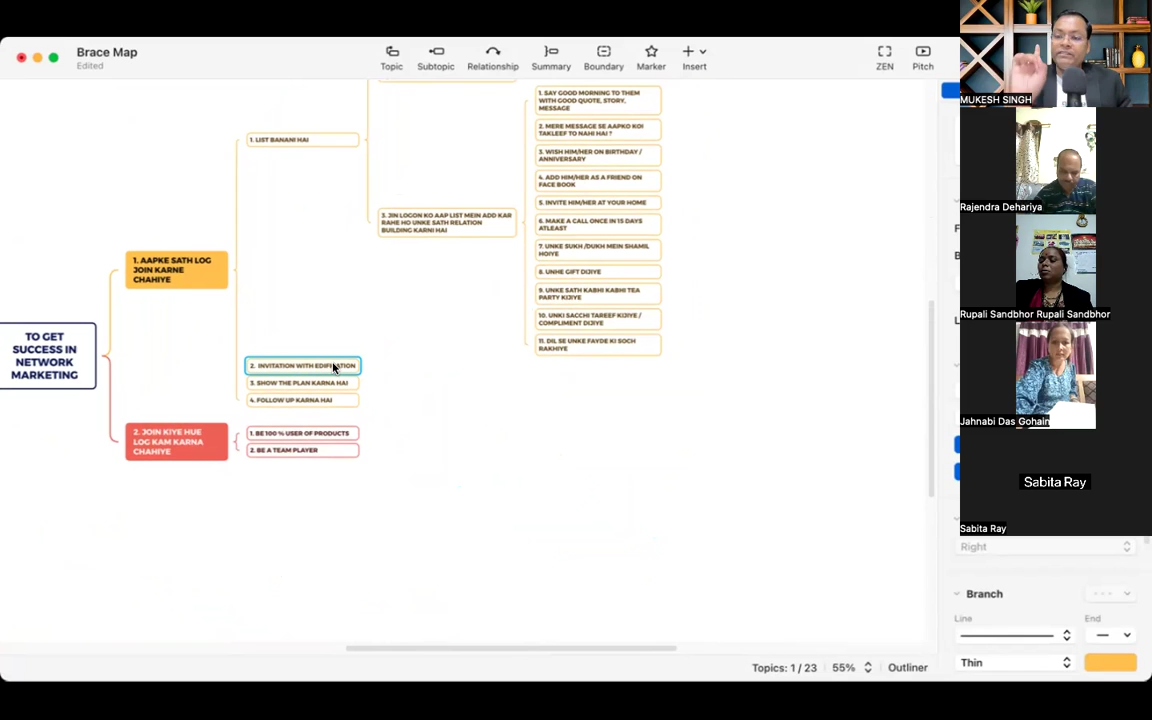 Brace Map
Edited
Topic
Subtopic
Relationship
Summary
Boundary
Marker
Insert
ZEN
Pitch
MUKESH SINGH
1. SAY GOOD MORNING TO THEM
WITH GOOD QUOTE, STORY,
MESSAGE
2. MERE MESSAGE SE AAPKO KOI
TAKLEEF TO NAHI HAI ?
1. LIST BANANI HAI
3. WISH HIM/HER ON BIRTHDAY /
ANNIVERSARY
4. ADD HIM/HER AS A FRIEND ON
FACE BOOK
5. INVITE HIM/HER AT YOUR HOME
Rajendra Dehariya
3. JIN LOGON KO AAP LIST MEIN ADD KAR
RAHE HO UNKE SATH RELATION
BUILDING KARNI HAI
6. MAKE A CALL ONCE IN 15 DAYS
ATLEAST
7. UNKE SUKH /DUKH MEIN SHAMIL
HOIYE
8. UNHE GIFT DIJIYE
9. UNKE SATH KABHI KABHI TEA
PARTY KIJIYE
10. UNKI SACCHI TAREEF KIJIYE /
COMPLIMENT DIJIYE
11. DIL SE UNKE FAYDE KI SOCH
RAKHIYE
1. AAPKE SATH LOG
JOIN KARNE
CHAHIYE
Rupali Sandbhor Rupali Sandbhor
TO GET
SUCCESS IN
NETWORK
MARKETING
2. INVITATION WITH EDIFICATION
3. SHOW THE PLAN KARNA HAI
4. FOLLOW UP KARNA HAI
2. JOIN KIYE HUE
LOG KAM KARNA
CHAHIYE
1. BE 100 % USER OF PRODUCTS
2. BE A TEAM PLAYER
Jahnabi Das Gohain
Sabita Ray
Sabita Ray
Right
Branch
Line
End
Thin
Topics: 1 / 23
55%
Outliner